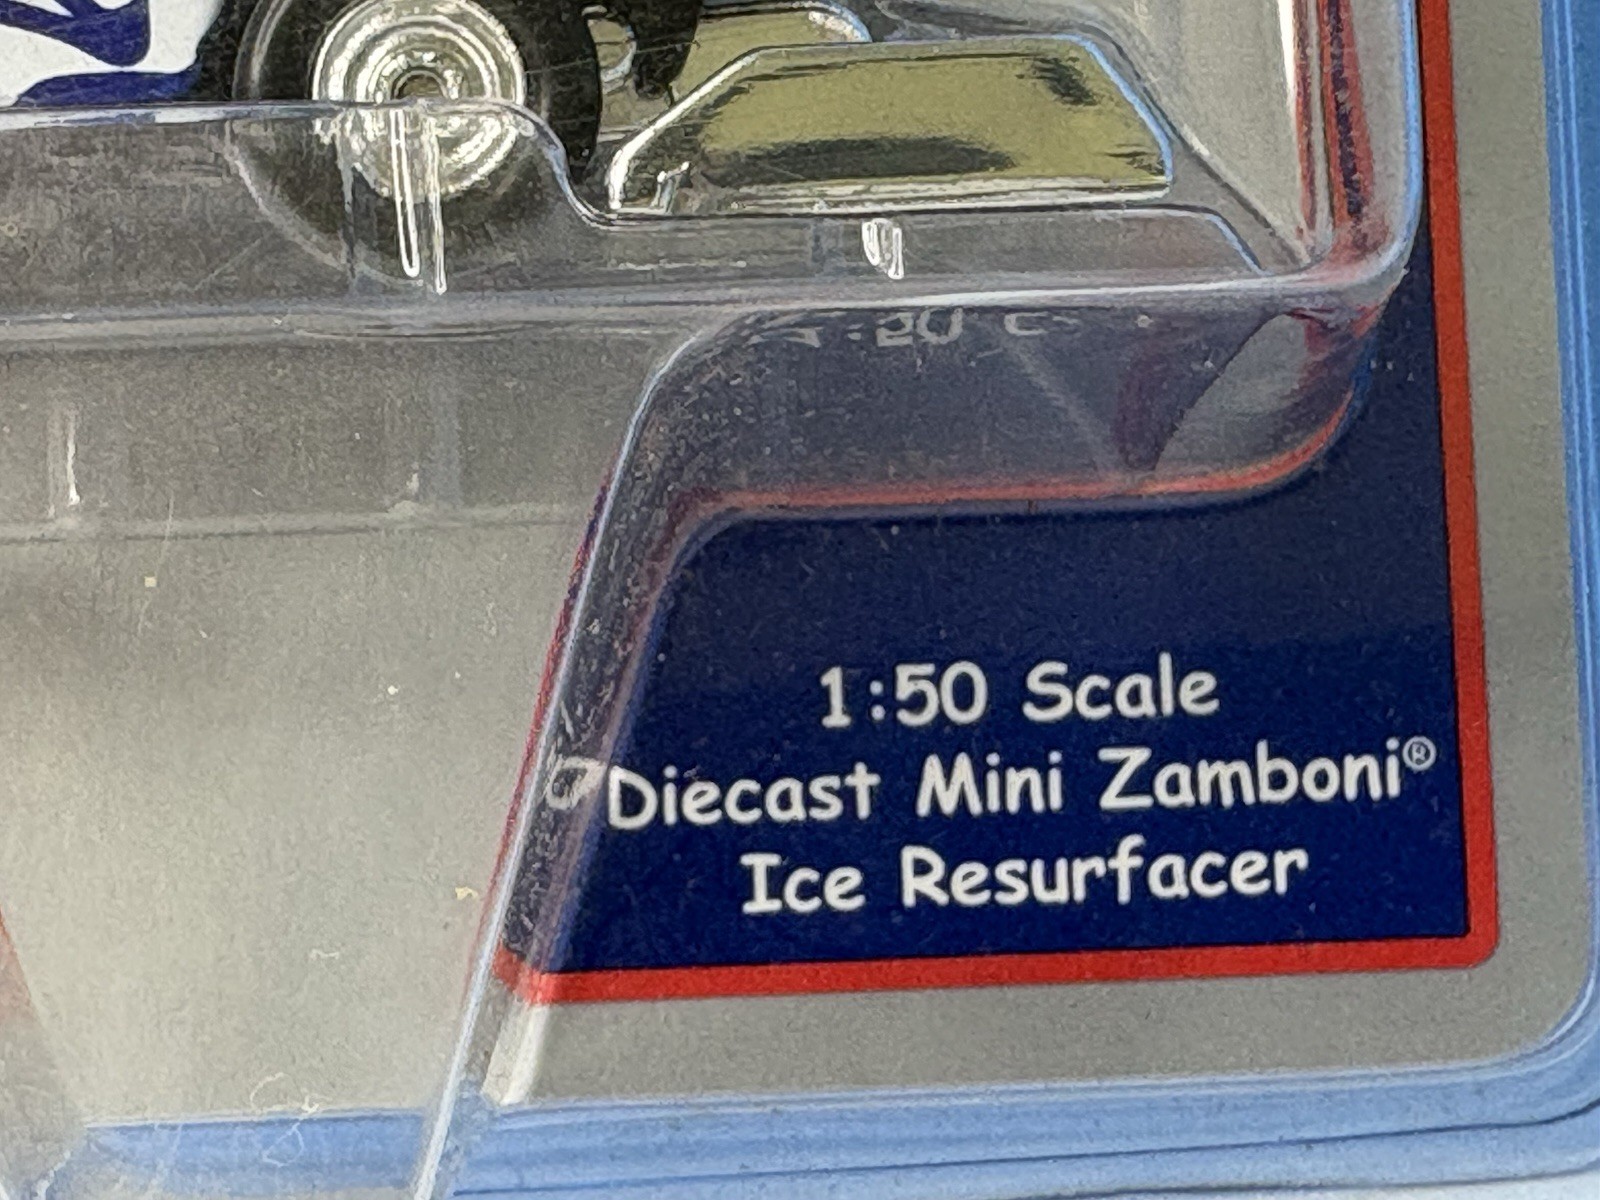 1:50 Scale
Diecast Mini Zamboni®
Ice Resurfacer